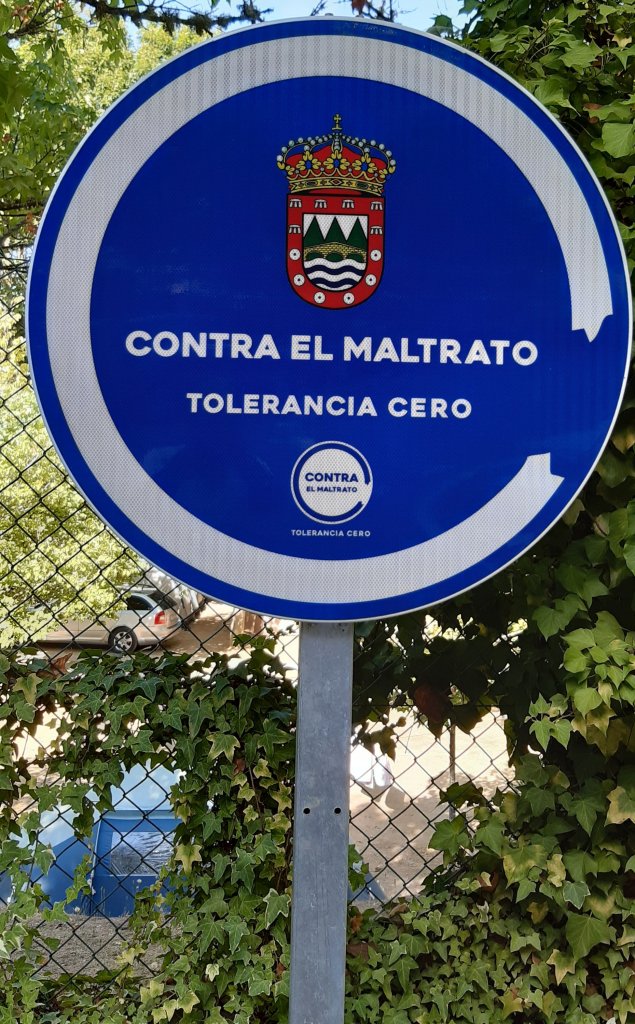 CONTRA EL MALTRATO
TOLERANCIA CERO
CONTRA
EL MALTRATO
TOLERANCIA CERO